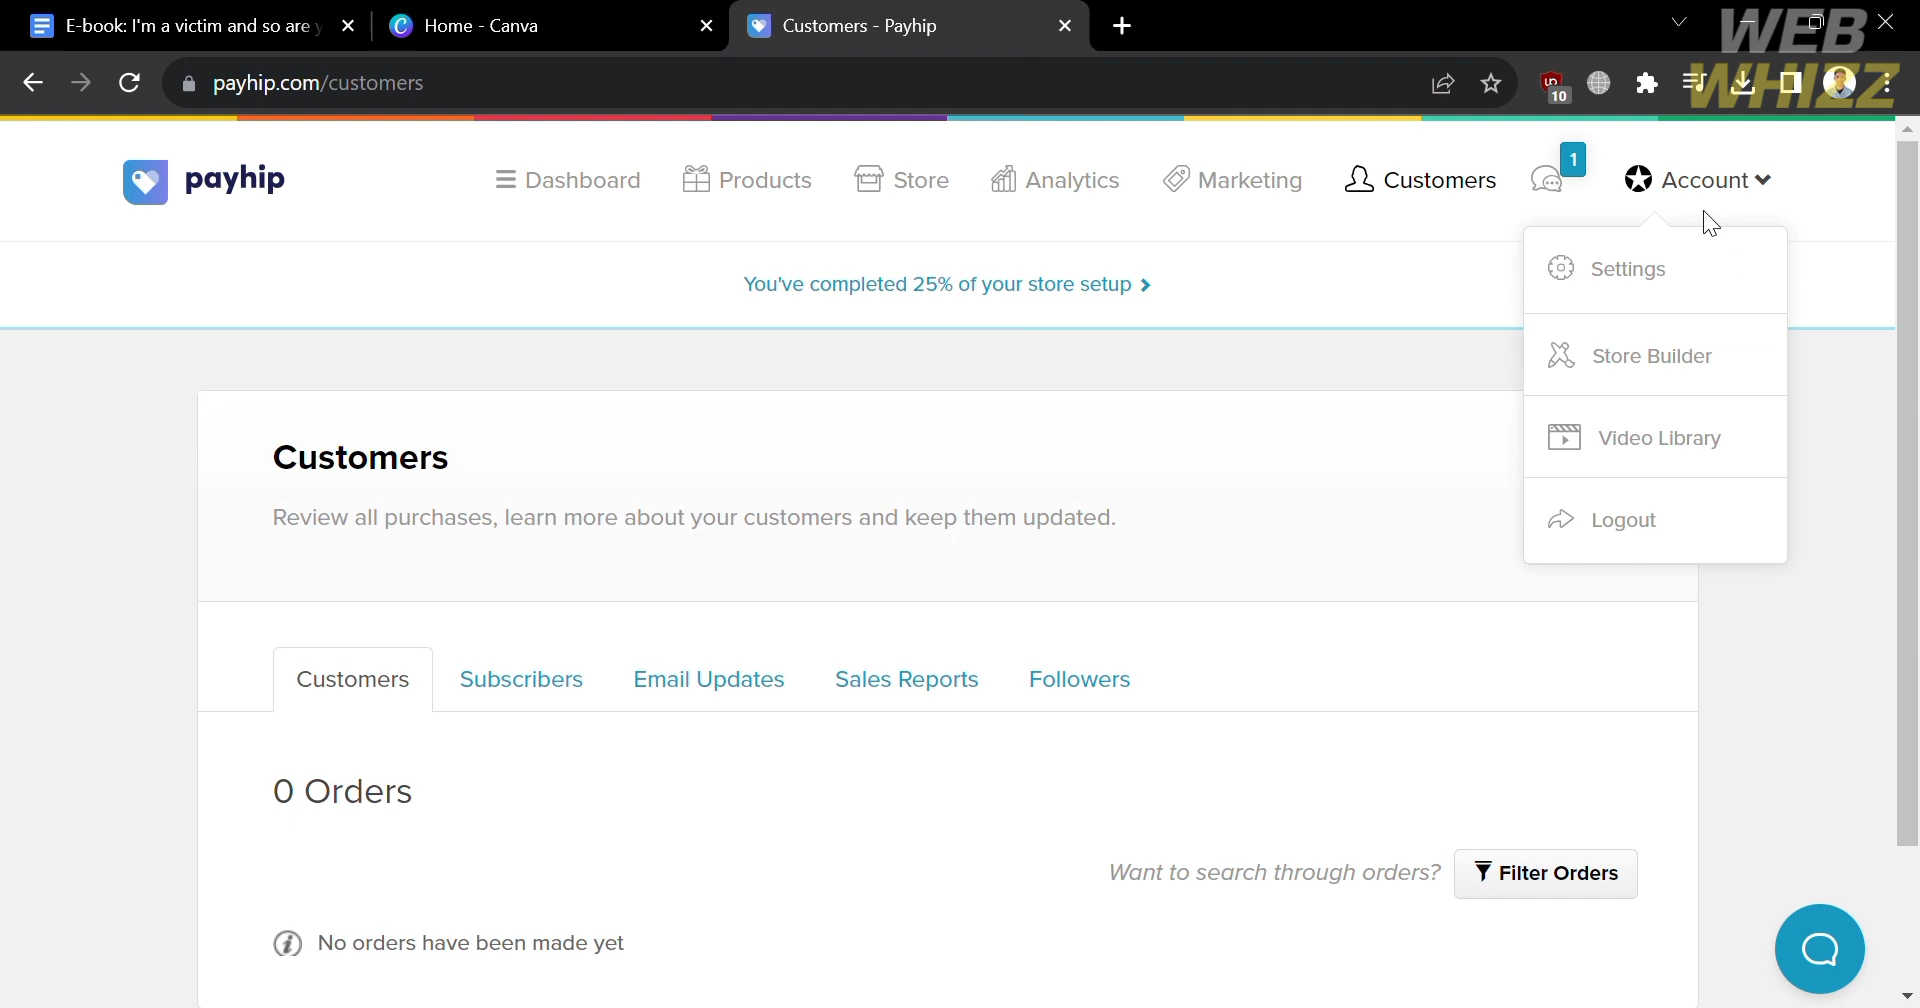 E-book: I'm a victim and so are y
Home - Canva
Customers - Payhip
WEB
WHIZZ
payhip.com/customers
10
payhip
Dashboard
Products
Store
Analytics
Marketing
Customers
1
Account
You've completed 25% of your store setup
Settings
Store Builder
Video Library
Logout
Customers
Review all purchases, learn more about your customers and keep them updated.
Customers
Subscribers
Email Updates
Sales Reports
Followers
0 Orders
Want to search through orders?
Filter Orders
No orders have been made yet